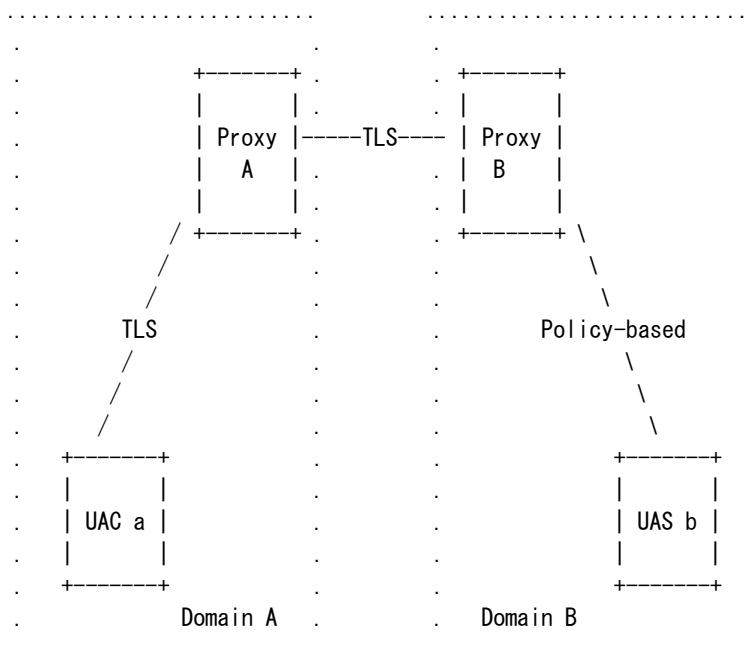 Proxy Proxy
A B
TLS
TLS Policy-based
UAC a UAS b
Domain A Domain B